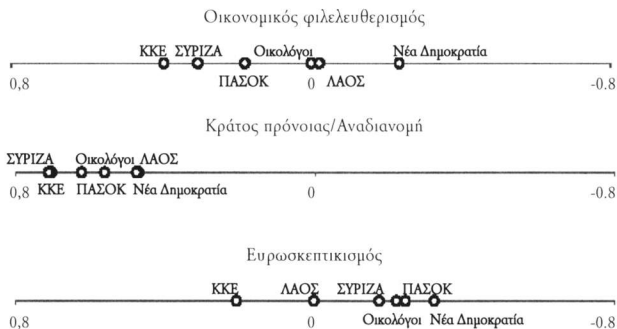 Οικονομικός φιλελευθερισμός
ΚΚΕ ΣΥΡΙΖΑ Οικολόγοι Νέα Δημοκρατία
0,8 ΠΑΣΟΚ 0 ΛΑΟΣ -0.8
Κράτος πρόνοιας/Αναδιανομή
ΣΥΡΙΖΑ Οικολόγοι ΛΑΟΣ
0,8 ΚΚΕ ΠΑΣΟΚ Νέα Δημοκρατία 0 -0.8
Ευρωσκεπτικισμός
ΚΚΕ ΛΑΟΣ ΣΥΡΙΖΑ ΠΑΣΟΚ
0,8 0 Οικολόγοι Νέα Δημοκρατία -0.8